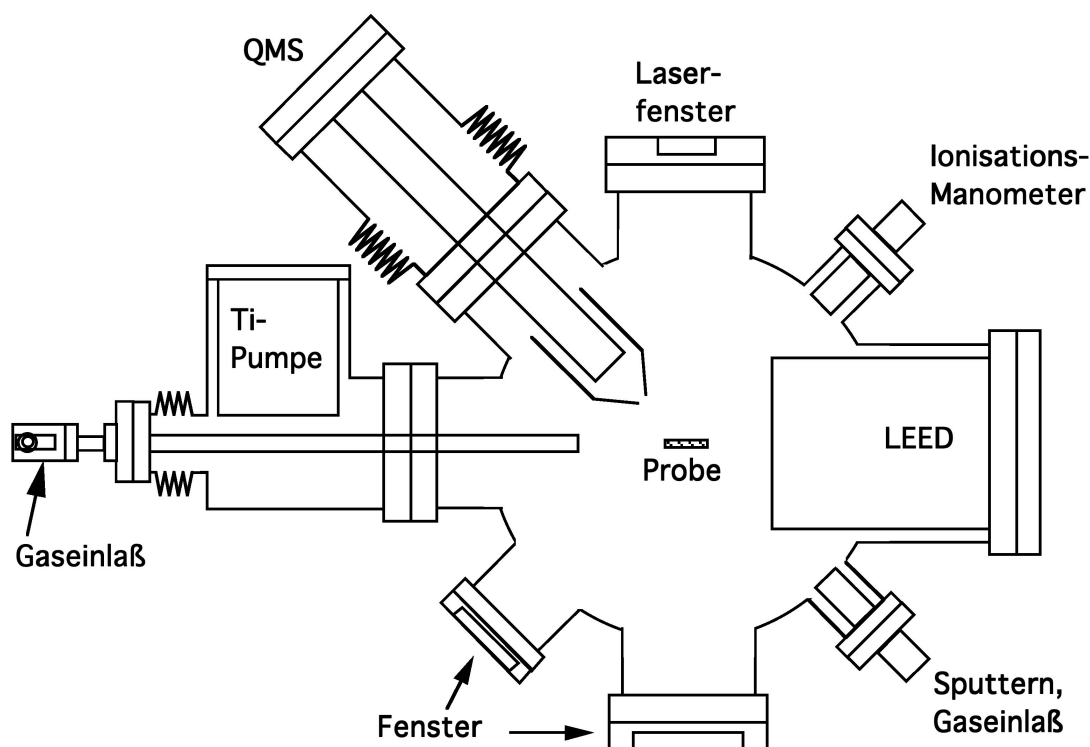 QMS
Laser-
fenster
Ionisations-
Manometer
Ti-
Pumpe
LEED
Probe
Gaseinlaß
Fenster
Sputtern,
Gaseinlaß